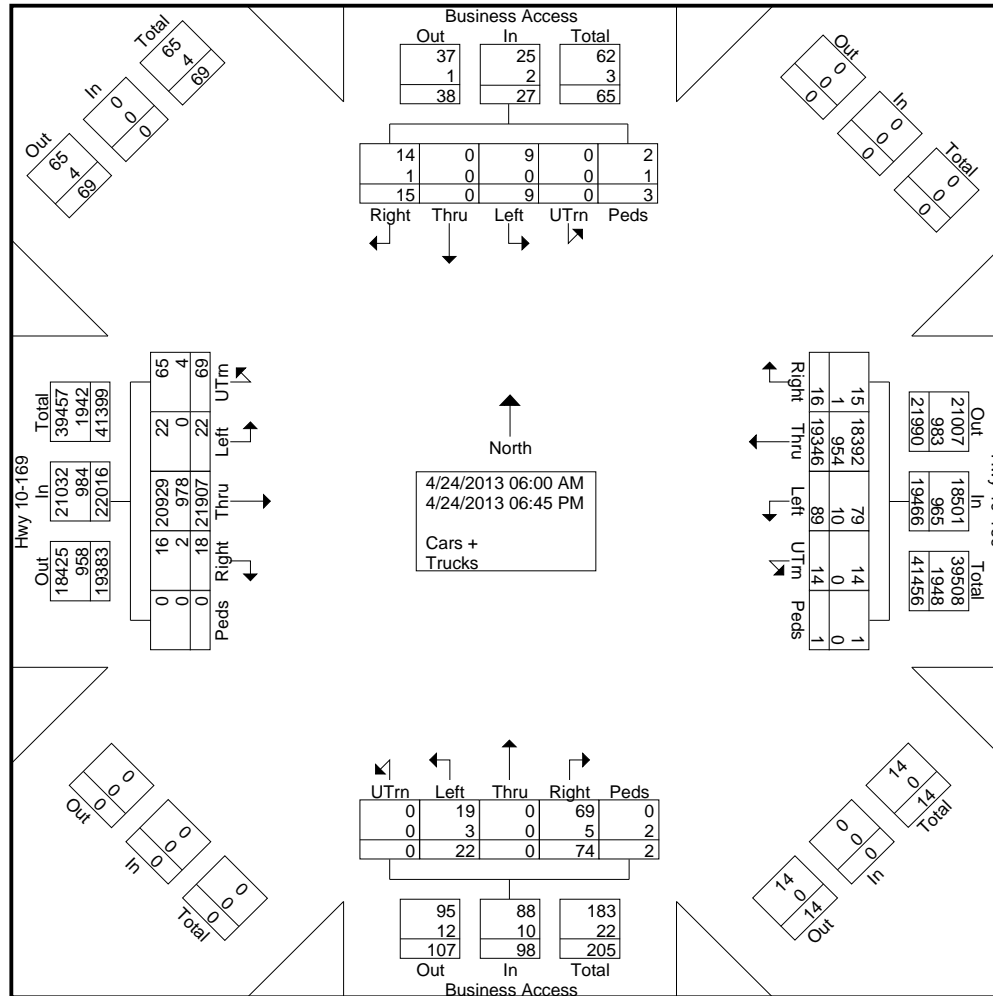 Business Access
Out In Total
37 25 62
1 2 3
38 27 65
14 0 9 0 2
1 0 0 0 1
15 0 9 0 3
Right Thru Left UTrn Peds
Total
65
4
69
In
0
0
0
Out
65
4
69
Out
0
0
0
In
0
0
0
Total
0
0
0
Hwy 10-169
Total
39457
1942
41399
In
21032
984
22016
Out
18425
958
19383
65 4 69 UTrn
22 0 22 Left
20929 978 21907 Thru
16 2 18 Right
0 0 0 Peds
North
4/24/2013 06:00 AM
4/24/2013 06:45 PM
Cars +
Trucks
Right 15 1 16
Thru 18392 954 19346
Left 79 10 89
UTrn 14 0 14
Peds 1 0 1
Out
21007
983
21990
In
18501
965
19466
Total
39508
1948
41456
UTrn Left Thru Right Peds
0 19 0 69 0
0 3 0 5 2
0 22 0 74 2
95 88 183
12 10 22
107 98 205
Out In Total
Business Access
0
0
0
Out
0
0
0
In
0
0
0
Total
14
0
14
Total
0
0
0
In
14
0
14
Out